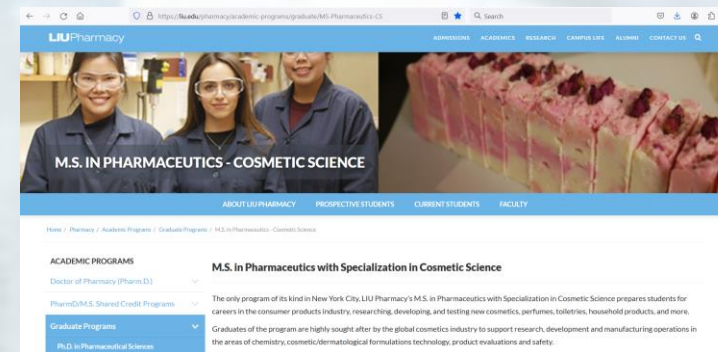 https://liu.edu/pharmacy/academic-programs/graduate/MS-Pharmaceutics-CS
Search
LIUPharmacy
ADMISSIONS ACADEMICS RESEARCH CAMPUS LIFE ALUMNI CONTACT US
M.S. IN PHARMACEUTICS - COSMETIC SCIENCE
ABOUT LIU PHARMACY PROSPECTIVE STUDENTS CURRENT STUDENTS FACULTY
Home / Pharmacy / Academic Programs / Graduate Programs / M.S. in Pharmaceutics - Cosmetic Science
ACADEMIC PROGRAMS
Doctor of Pharmacy (Pharm.D.)
PharmD/M.S. Shared Credit Programs
Graduate Programs
Ph.D. in Pharmaceutical Sciences
M.S. in Pharmaceutics with Specialization in Cosmetic Science
The only program of its kind in New York City, LIU Pharmacy's M.S. in Pharmaceutics with Specialization in Cosmetic Science prepares students for
careers in the consumer products industry, researching, developing, and testing new cosmetics, perfumes, toiletries, household products, and more.
Graduates of the program are highly sought after by the global cosmetics industry to support research, development and manufacturing operations in
the areas of chemistry, cosmetic/dermatological formulations technology, product evaluations and safety.